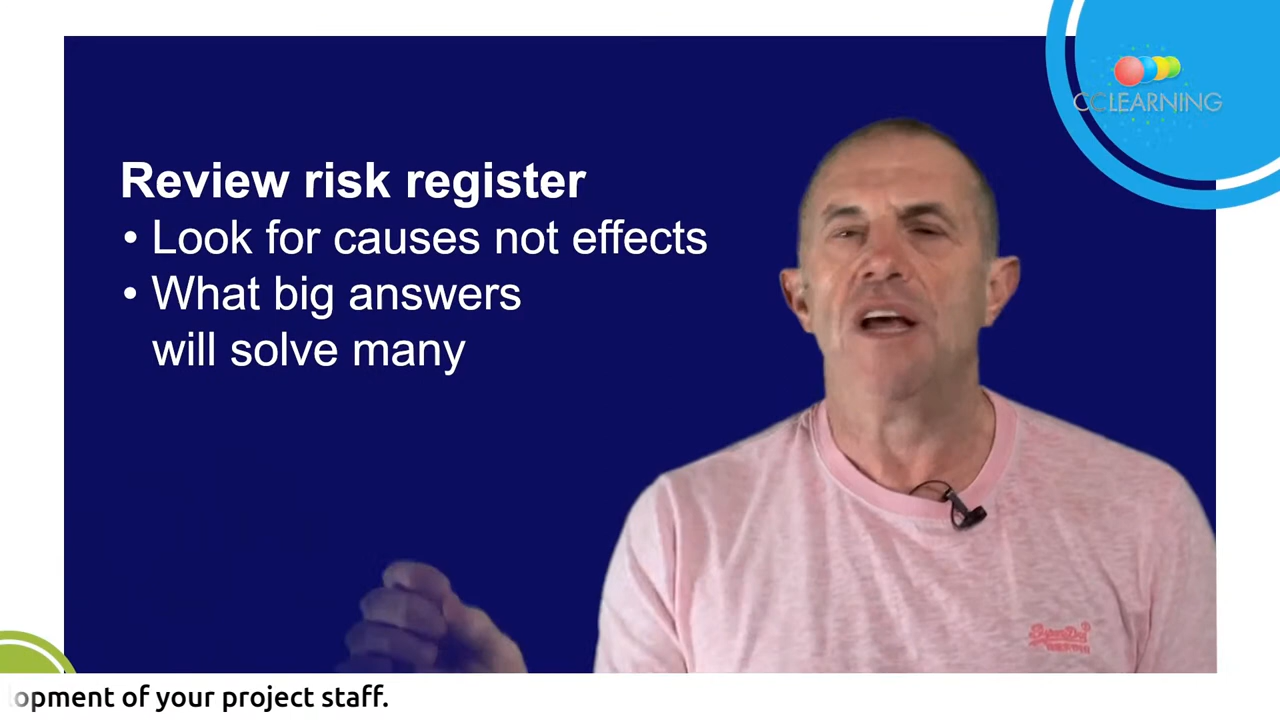 CCLEARNING
Review risk register
• Look for causes not effects
• What big answers
will solve many
opment of your project staff.